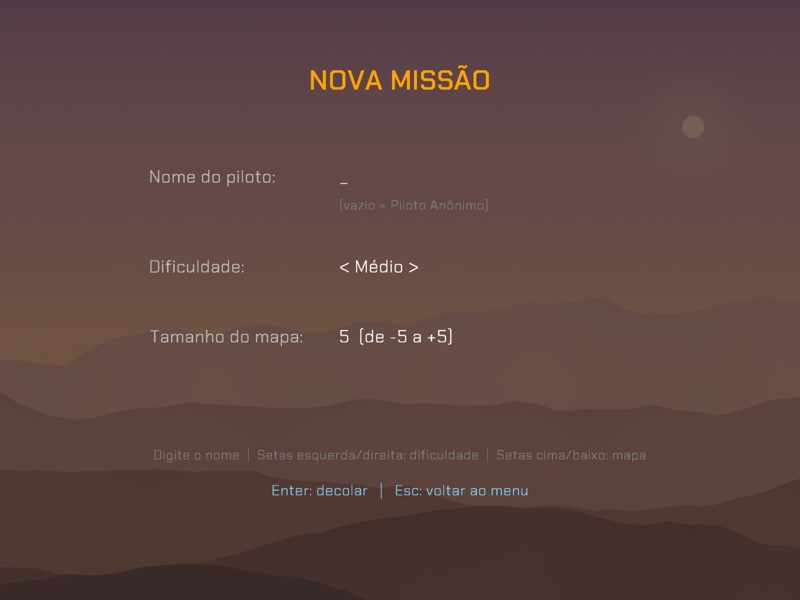 NOVA MISSÃO
Nome do piloto: _
(vazio = Piloto Anônimo)
Dificuldade: < Médio >
Tamanho do mapa: 5 (de -5 a +5)
Digite o nome | Setas esquerda/direita: dificuldade | Setas cima/baixo: mapa
Enter: decolar | Esc: voltar ao menu